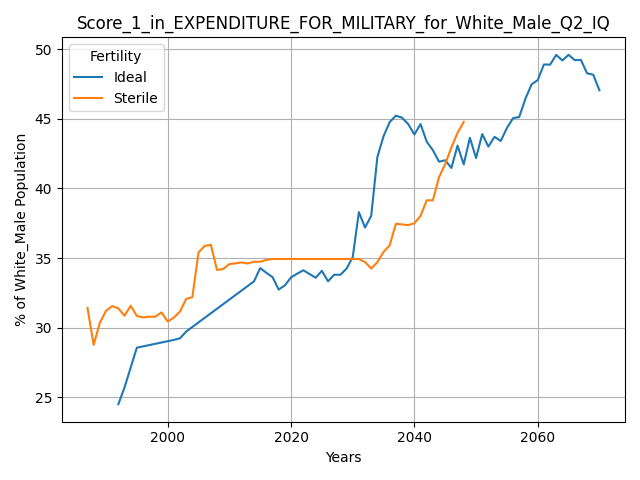 Score_1_in_EXPENDITURE_FOR_MILITARY_for_White_Male_Q2_IQ
Fertility
Ideal
Sterile
% of White_Male Population
50
45
40
35
30
25
2000
2020
2040
2060
Years